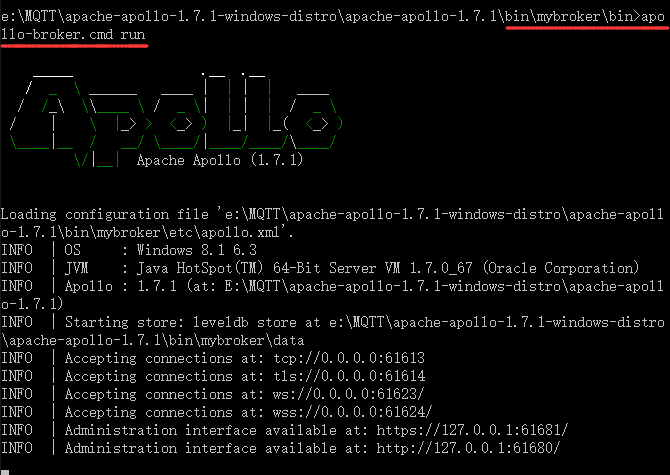 e:\MQTT\apache-apollo-1.7.1-windows-distro\apache-apollo-1.7.1\bin\mybroker\bin>apo
llo-broker.cmd run
Apollo
Apache Apollo (1.7.1)
Loading configuration file 'e:\MQTT\apache-apollo-1.7.1-windows-distro\apache-apoll
o-1.7.1\bin\mybroker\etc\apollo.xml'.
INFO | OS : Windows 8.1 6.3
INFO | JVM : Java HotSpot(TM) 64-Bit Server VM 1.7.0_67 (Oracle Corporation)
INFO | Apollo : 1.7.1 (at: E:\MQTT\apache-apollo-1.7.1-windows-distro\apache-apollo
-1.7.1)
INFO | Starting store: leveldb store at e:\MQTT\apache-apollo-1.7.1-windows-distro
\apache-apollo-1.7.1\bin\mybroker\data
INFO | Accepting connections at: tcp://0.0.0.0:61613
INFO | Accepting connections at: tls://0.0.0.0:61614
INFO | Accepting connections at: ws://0.0.0.0:61623/
INFO | Accepting connections at: wss://0.0.0.0:61624/
INFO | Administration interface available at: https://127.0.0.1:61681/
INFO | Administration interface available at: http://127.0.0.1:61680/